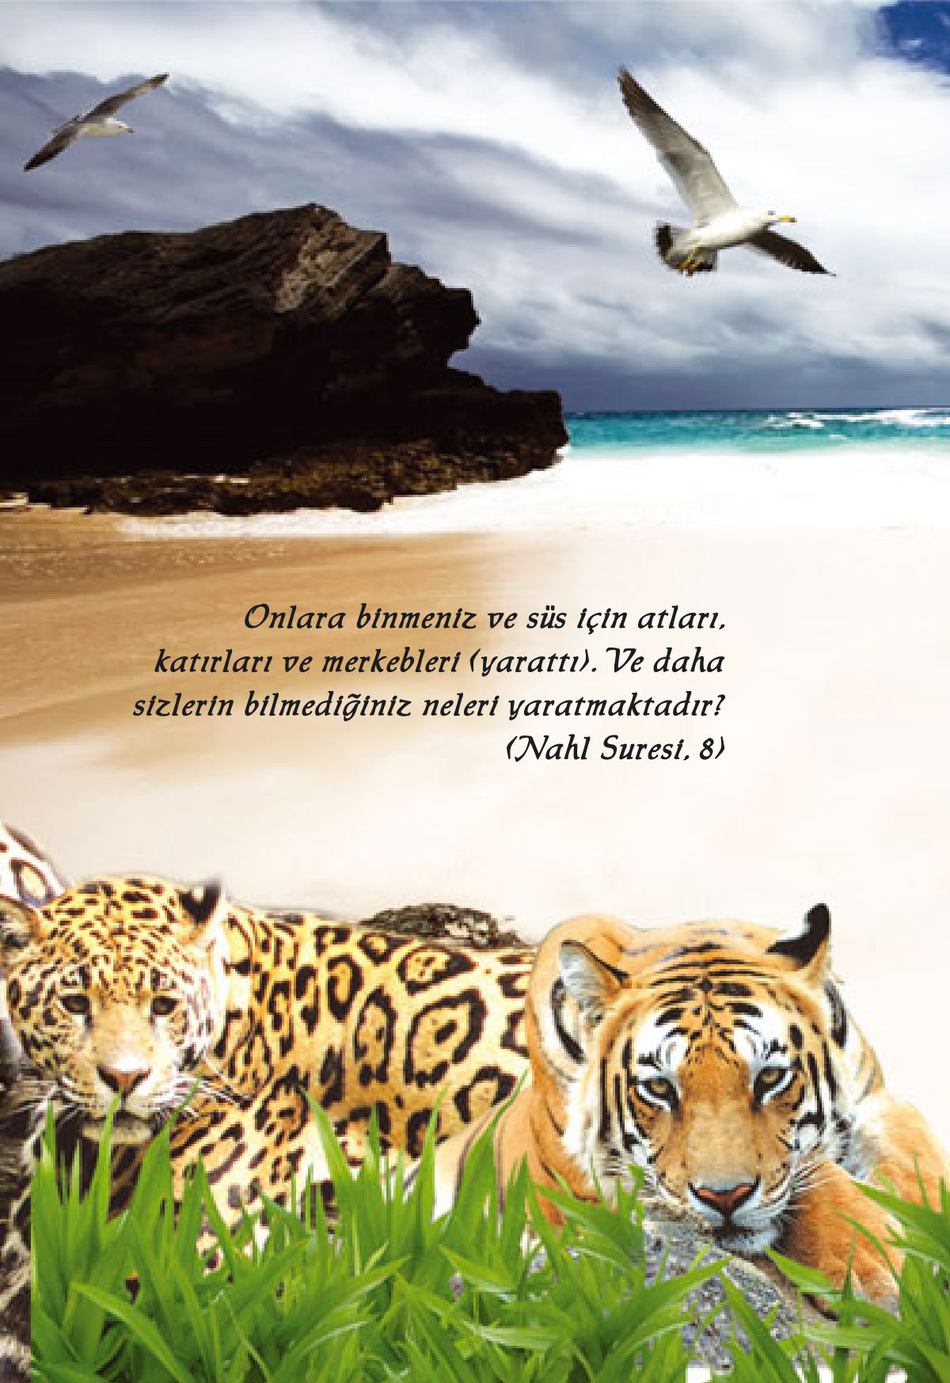 Onlara binmeniz ve süs için atları,
katırları ve merkebleri (yarattı). Ve daha
sizlerin bilmediğiniz neleri yaratmaktadır?
(Nahl Suresi, 8)